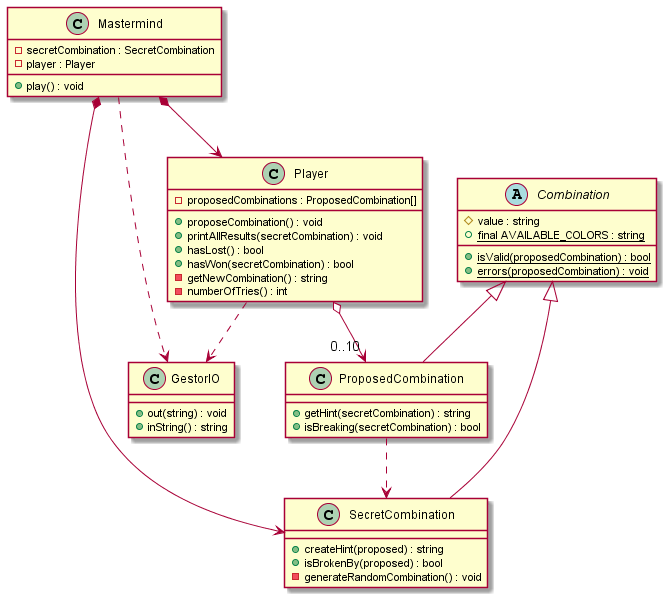 C Mastermind
secretCombination : SecretCombination
player : Player
play() : void
C Player
proposedCombinations : ProposedCombination[]
proposeCombination() : void
printAllResults(secretCombination) : void
hasLost() : bool
hasWon(secretCombination) : bool
getNewCombination() : string
numberOfTries() : int
A Combination
value : string
final AVAILABLE_COLORS : string
isValid(proposedCombination) : bool
errors(proposedCombination) : void
0..10
C GestorIO
out(string) : void
inString() : string
C ProposedCombination
getHint(secretCombination) : string
isBreaking(secretCombination) : bool
C SecretCombination
createHint(proposed) : string
isBrokenBy(proposed) : bool
generateRandomCombination() : void